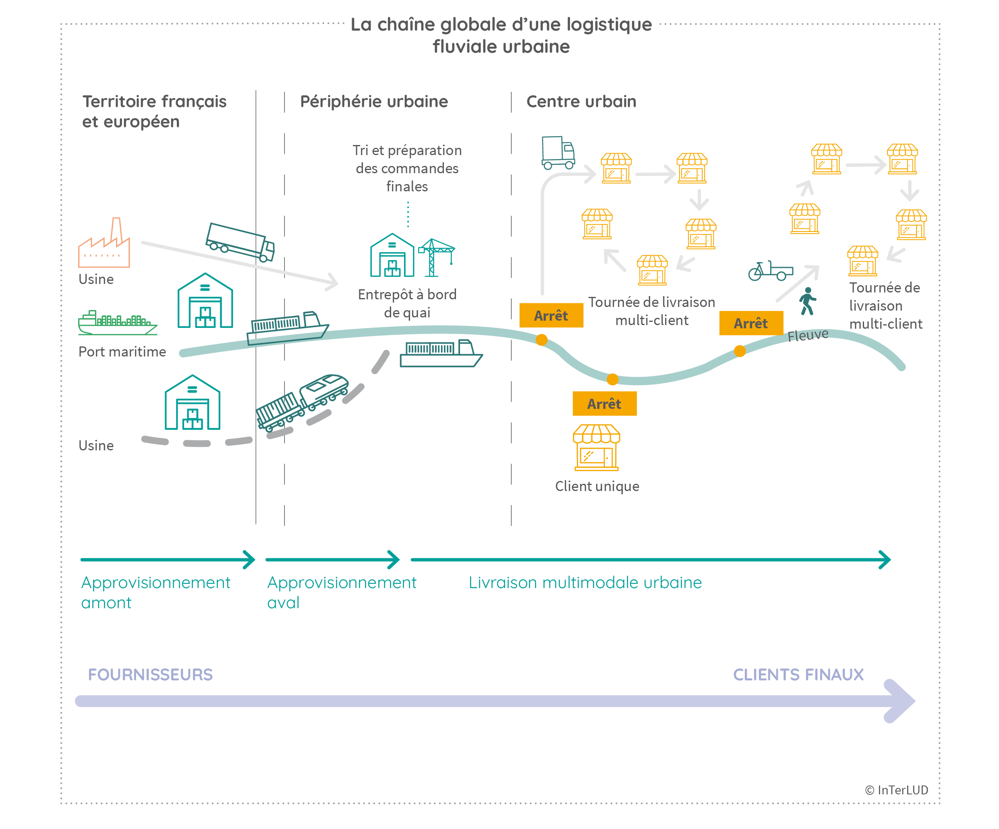 La chaîne globale d’une logistique
fluviale urbaine
Territoire français
et européen
Périphérie urbaine
Centre urbain
Tri et préparation
des commandes
finales
Usine
Entrepôt à bord
de quai
Port maritime
Usine
Arrêt
Tournée de livraison
multi-client
Arrêt
Fleuve
Tournée de
livraison
multi-client
Arrêt
Client unique
Approvisionnement
amont
Approvisionnement
aval
Livraison multimodale urbaine
FOURNISSEURS
CLIENTS FINAUX
© InTerLUD